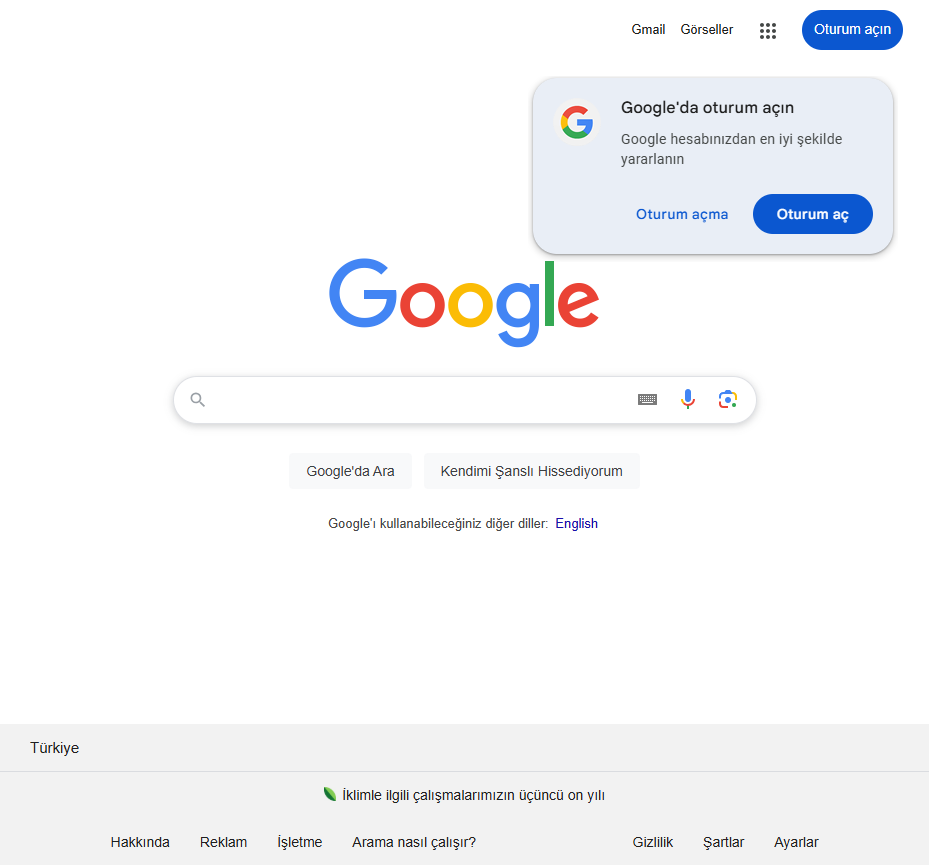 Gmail Görseller Oturum açın
Google'da oturum açın
Google hesabınızdan en iyi şekilde
yararlanın
Oturum açma Oturum aç
Google
Google'da Ara Kendimi Şanslı Hissediyorum
Google'ı kullanabileceğiniz diğer diller: English
Türkiye
İklimle ilgili çalışmalarımızın üçüncü on yılı
Hakkında Reklam İşletme Arama nasıl çalışır? Gizlilik Şartlar Ayarlar